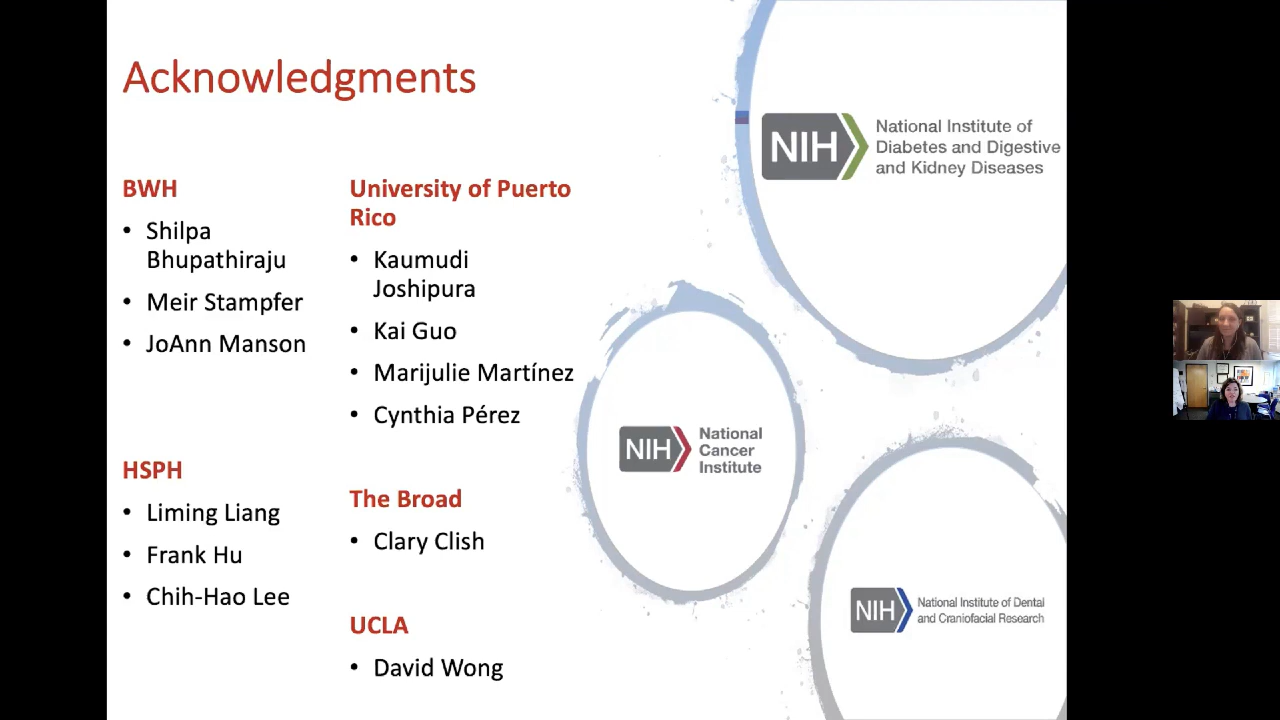 Acknowledgments
BWH
• Shilpa
Bhupathiraju
• Meir Stampfer
• JoAnn Manson
HSPH
• Liming Liang
• Frank Hu
• Chih-Hao Lee
University of Puerto
Rico
• Kaumudi
Joshipura
• Kai Guo
• Marijulie Martínez
• Cynthia Pérez
The Broad
• Clary Clish
UCLA
• David Wong
NIH
National Institute of
Diabetes and Digestive
and Kidney Diseases
NIH
National
Cancer
Institute
NIH
National Institute of Dental
and Craniofacial Research